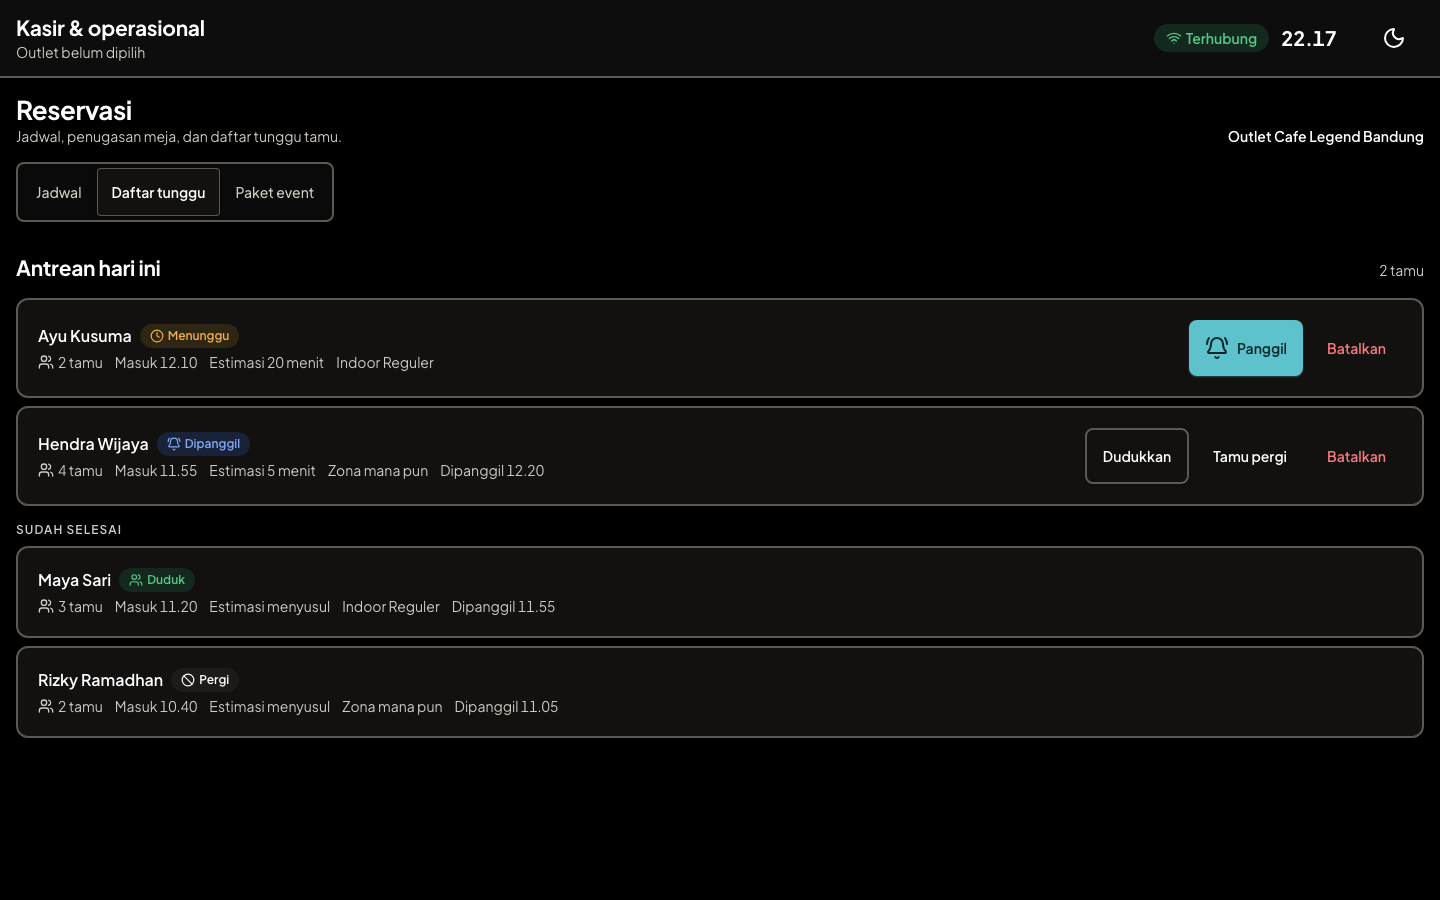 Kasir & operasional
Outlet belum dipilih
Terhubung
22.17
Reservasi
Jadwal, penugasan meja, dan daftar tunggu tamu.
Outlet Cafe Legend Bandung
Jadwal
Daftar tunggu
Paket event
Antrean hari ini
2 tamu
Ayu Kusuma
Menunggu
2 tamu Masuk 12.10 Estimasi 20 menit Indoor Reguler
Panggil
Batalkan
Hendra Wijaya
Dipanggil
4 tamu Masuk 11.55 Estimasi 5 menit Zona mana pun Dipanggil 12.20
Dudukkan
Tamu pergi
Batalkan
SUDAH SELESAI
Maya Sari
Duduk
3 tamu Masuk 11.20 Estimasi menyusul Indoor Reguler Dipanggil 11.55
Rizky Ramadhan
Pergi
2 tamu Masuk 10.40 Estimasi menyusul Zona mana pun Dipanggil 11.05